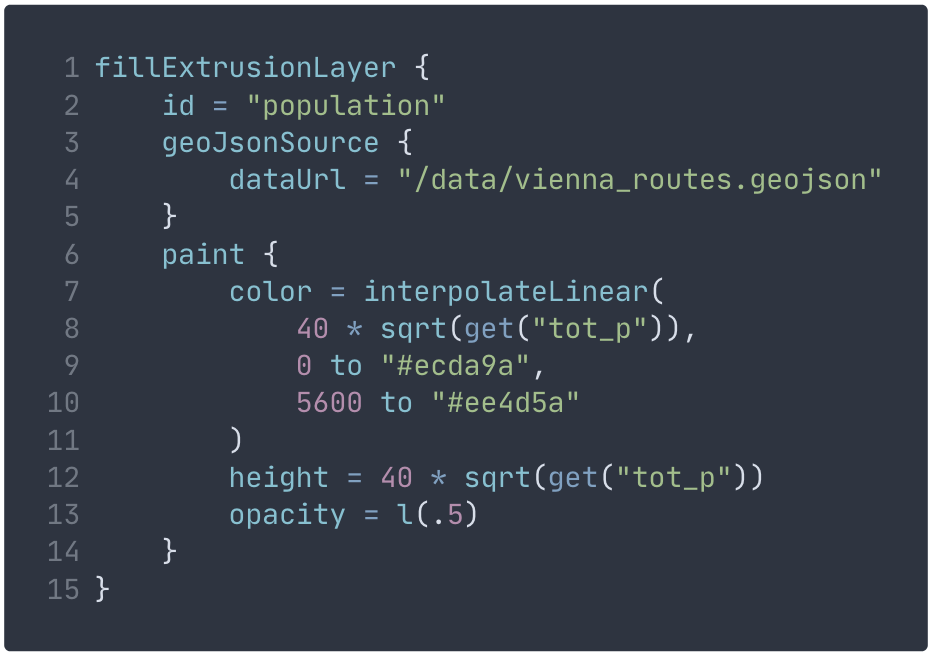 1 fillExtrusionLayer {
2     id = "population"
3     geoJsonSource {
4         dataUrl = "/data/vienna_routes.geojson"
5     }
6     paint {
7         color = interpolateLinear(
8             40 * sqrt(get("tot_p")),
9             0 to "#ecda9a",
10             5600 to "#ee4d5a"
11         )
12         height = 40 * sqrt(get("tot_p"))
13         opacity = l(.5)
14     }
15 }